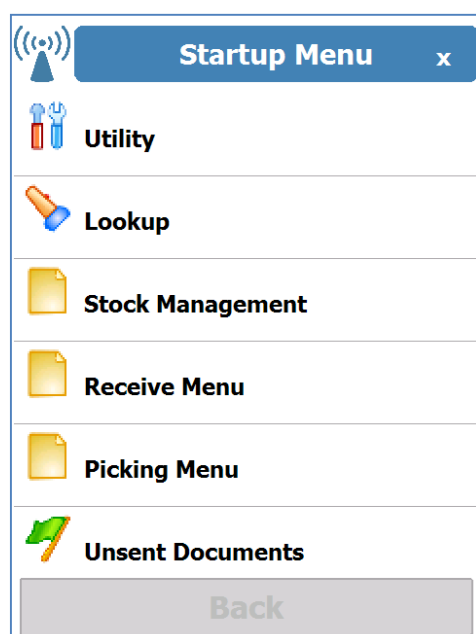 Startup Menu x
Utility
Lookup
Stock Management
Receive Menu
Picking Menu
Unsent Documents
Back